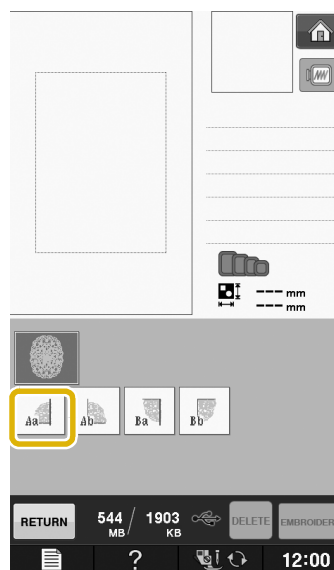 --- mm
--- mm
Aa Ab Ba Bb
RETURN 544 MB / 1903 KB DELETE EMBROIDER
? 12:00